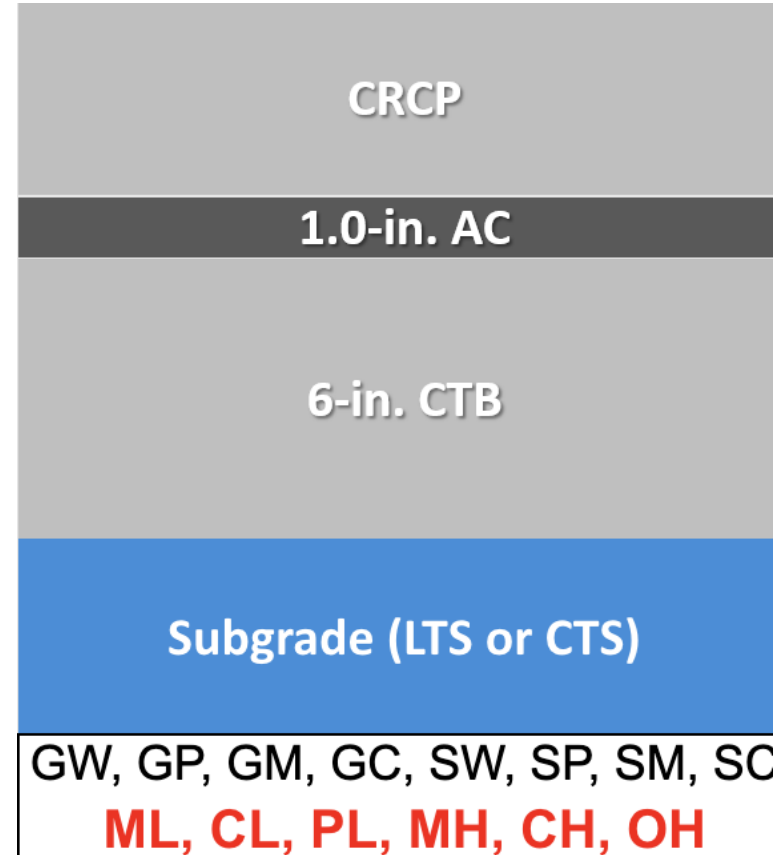 CRCP
1.0-in. AC
6-in. CTB
Subgrade (LTS or CTS)
GW, GP, GM, GC, SW, SP, SM, SC
ML, CL, PL, MH, CH, OH